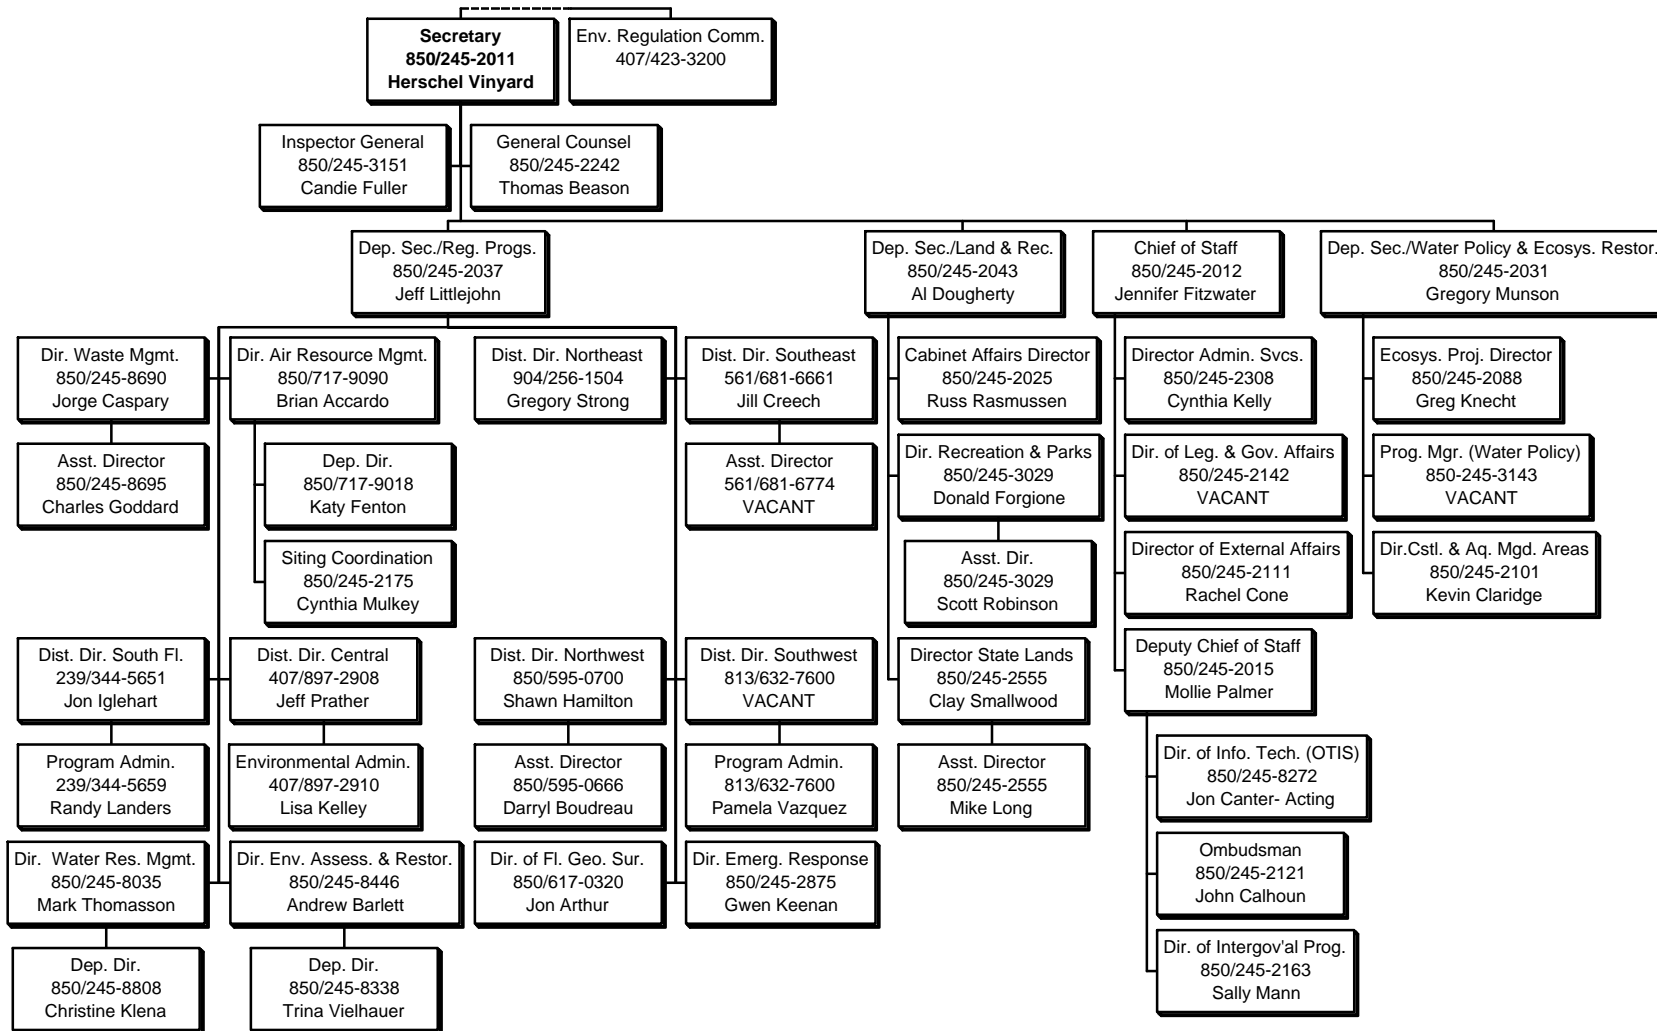 Secretary
850/245-2011
Herschel Vinyard
Env. Regulation Comm.
407/423-3200
Inspector General
850/245-3151
Candie Fuller
General Counsel
850/245-2242
Thomas Beason
Dep. Sec./Reg. Progs.
850/245-2037
Jeff Littlejohn
Dep. Sec./Land & Rec.
850/245-2043
Al Dougherty
Chief of Staff
850/245-2012
Jennifer Fitzwater
Dep. Sec./Water Policy & Ecosys. Restor.
850/245-2031
Gregory Munson
Dir. Waste Mgmt.
850/245-8690
Jorge Caspary
Dir. Air Resource Mgmt.
850/717-9090
Brian Accardo
Dist. Dir. Northeast
904/256-1504
Gregory Strong
Dist. Dir. Southeast
561/681-6661
Jill Creech
Cabinet Affairs Director
850/245-2025
Russ Rasmussen
Director Admin. Svcs.
850/245-2308
Cynthia Kelly
Ecosys. Proj. Director
850/245-2088
Greg Knecht
Asst. Director
850/245-8695
Charles Goddard
Dep. Dir.
850/717-9018
Katy Fenton
Asst. Director
561/681-6774
VACANT
Dir. Recreation & Parks
850/245-3029
Donald Forgione
Dir. of Leg. & Gov. Affairs
850/245-2142
VACANT
Prog. Mgr. (Water Policy)
850-245-3143
VACANT
Siting Coordination
850/245-2175
Cynthia Mulkey
Asst. Dir.
850/245-3029
Scott Robinson
Director of External Affairs
850/245-2111
Rachel Cone
Dir.Cstl. & Aq. Mgd. Areas
850/245-2101
Kevin Claridge
Dist. Dir. South Fl.
239/344-5651
Jon Iglehart
Dist. Dir. Central
407/897-2908
Jeff Prather
Dist. Dir. Northwest
850/595-0700
Shawn Hamilton
Dist. Dir. Southwest
813/632-7600
VACANT
Director State Lands
850/245-2555
Clay Smallwood
Deputy Chief of Staff
850/245-2015
Mollie Palmer
Program Admin.
239/344-5659
Randy Landers
Environmental Admin.
407/897-2910
Lisa Kelley
Asst. Director
850/595-0666
Darryl Boudreau
Program Admin.
813/632-7600
Pamela Vazquez
Asst. Director
850/245-2555
Mike Long
Dir. of Info. Tech. (OTIS)
850/245-8272
Jon Canter- Acting
Dir. Water Res. Mgmt.
850/245-8035
Mark Thomasson
Dir. Env. Assess. & Restor.
850/245-8446
Andrew Barlett
Dir. of Fl. Geo. Sur.
850/617-0320
Jon Arthur
Dir. Emerg. Response
850/245-2875
Gwen Keenan
Ombudsman
850/245-2121
John Calhoun
Dep. Dir.
850/245-8808
Christine Klena
Dep. Dir.
850/245-8338
Trina Vielhauer
Dir. of Intergov'al Prog.
850/245-2163
Sally Mann